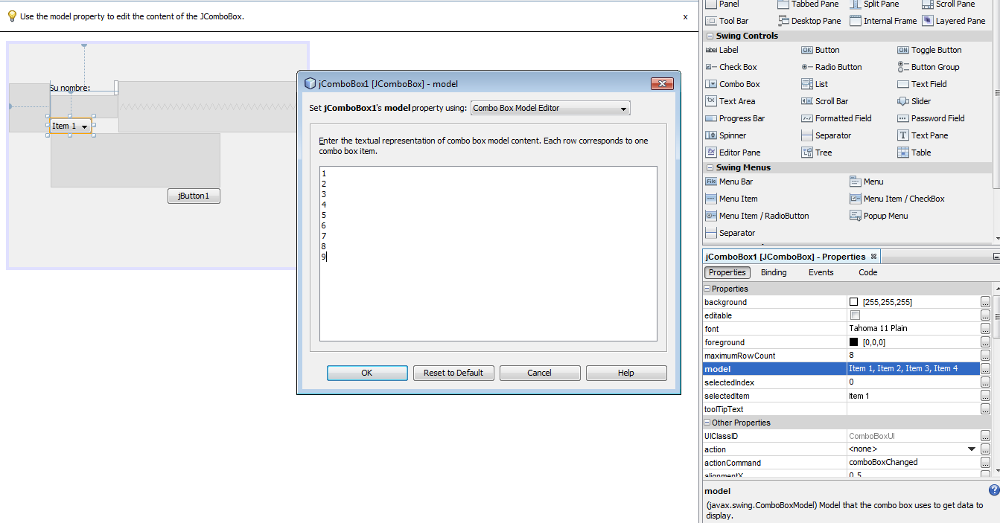 Use the model property to edit the content of the JComboBox.
x
Su nombre:
Item 1
jButton1
jComboBox1 [JComboBox] - model
Set jComboBox1's model property using: Combo Box Model Editor
Enter the textual representation of combo box model content. Each row corresponds to one
combo box item.
1
2
3
4
5
6
7
8
9
OK Reset to Default Cancel Help
Panel Tabbed Pane Split Pane Scroll Pane
Tool Bar Desktop Pane Internal Frame Layered Pane
Swing Controls
label Label OK Button ON Toggle Button
Check Box Radio Button Button Group
Combo Box List Text Field
Text Area Scroll Bar Slider
Progress Bar Formatted Field Password Field
Spinner Separator T Text Pane
Editor Pane Tree Table
Swing Menus
File Menu Bar Menu
Menu Item Menu Item / CheckBox
Menu Item / RadioButton Popup Menu
Separator
jComboBox1 [JComboBox] - Properties
Properties Binding Events Code
Properties
background [255,255,255] ...
editable ...
font Tahoma 11 Plain ...
foreground [0,0,0] ...
maximumRowCount 8 ...
model Item 1, Item 2, Item 3, Item 4 ...
selectedIndex 0 ...
selectedItem Item 1 ...
toolTipText ...
Other Properties
UIClassID ComboBoxUI ...
action <none> ...
actionCommand comboBoxChanged ...
alignmentX 0.5
model ?
(javax.swing.ComboBoxModel) Model that the combo box uses to get data to
display.